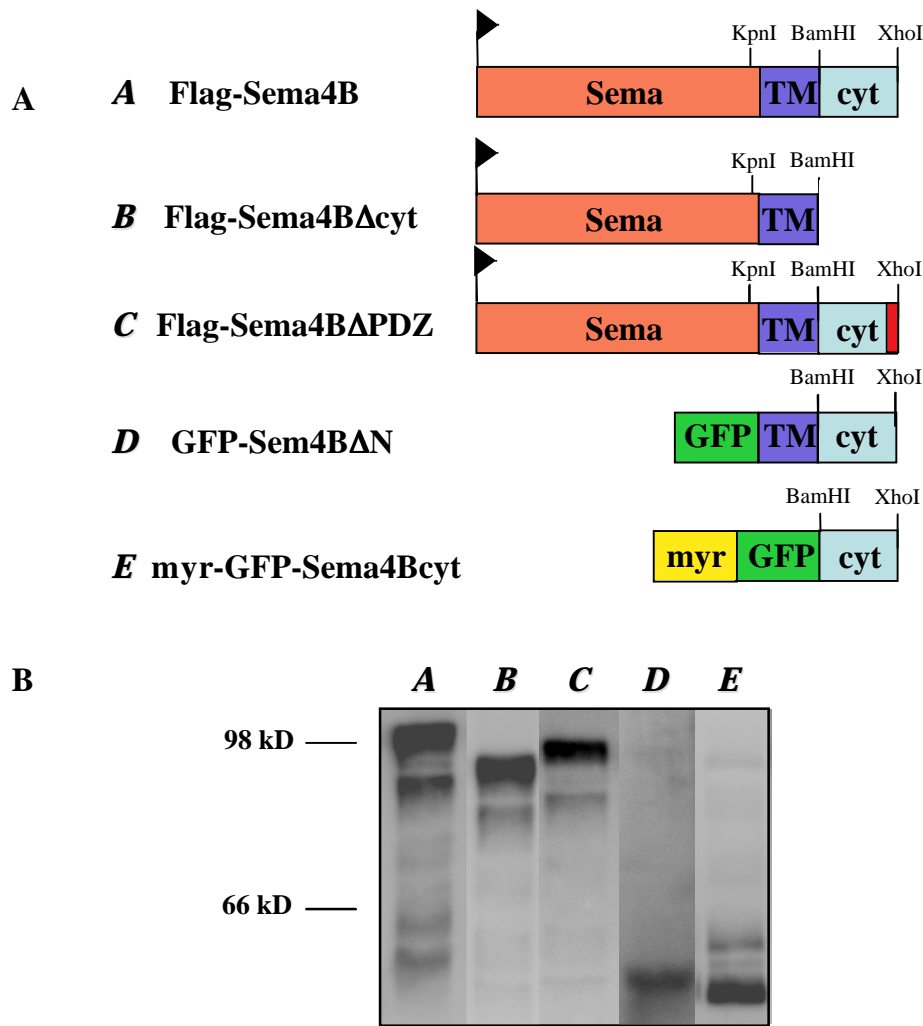 A
A Flag-Sema4B
KpnI BamHI XhoI
Sema TM cyt
B Flag-Sema4BΔcyt
KpnI BamHI
Sema TM
C Flag-Sema4BΔPDZ
KpnI BamHI XhoI
Sema TM cyt
D GFP-Sem4BΔN
BamHI XhoI
GFP TM cyt
E myr-GFP-Sema4Bcyt
BamHI XhoI
myr GFP cyt
B
A B C D E
98 kD
66 kD